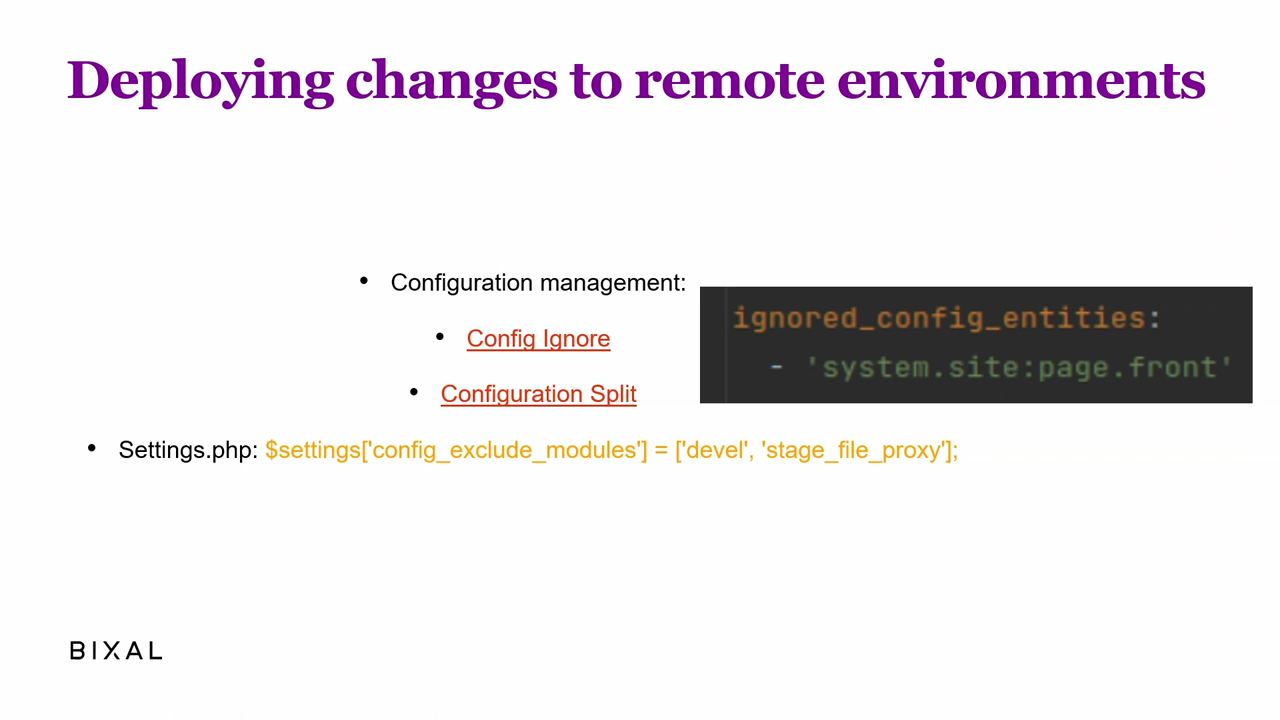 Deploying changes to remote environments
• Configuration management:
• Config Ignore
• Configuration Split
ignored_config_entities:
- 'system.site:page.front'
• Settings.php: $settings['config_exclude_modules'] = ['devel', 'stage_file_proxy'];
BIXAL